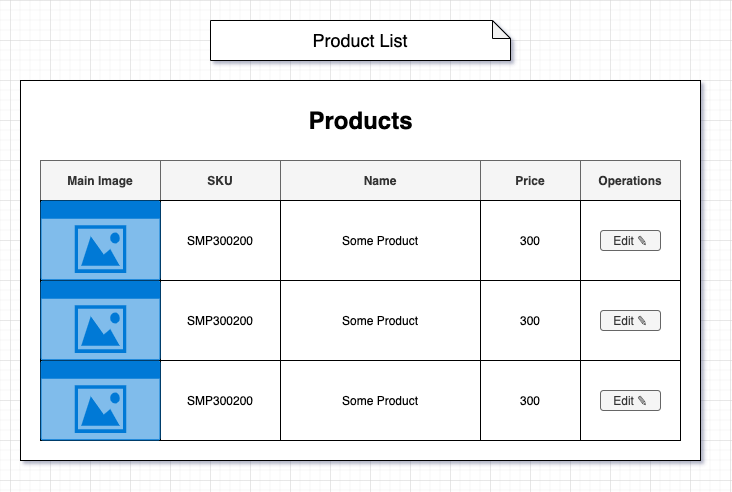 Product List
Products
Main Image SKU Name Price Operations
SMP300200 Some Product 300 Edit ✎
SMP300200 Some Product 300 Edit ✎
SMP300200 Some Product 300 Edit ✎